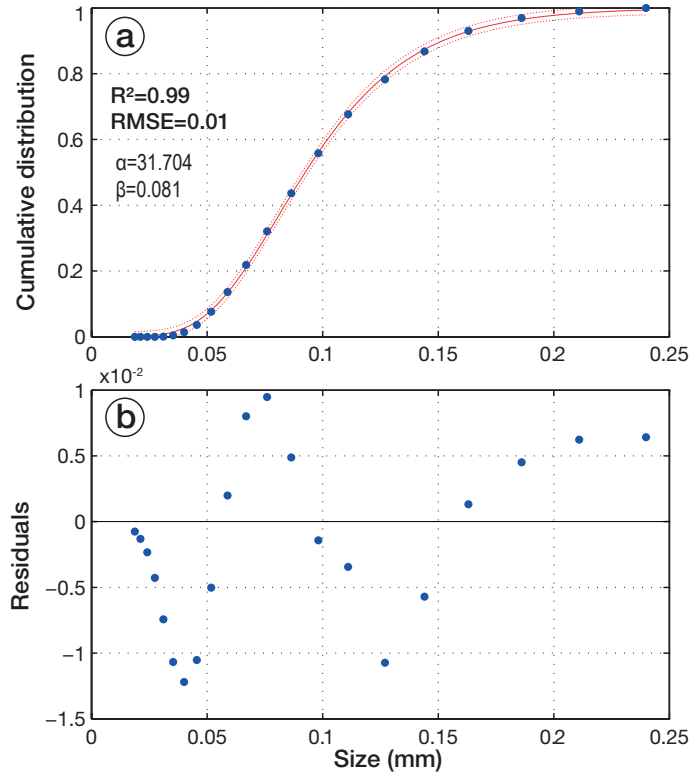 1
a
0.8
R²=0.99
RMSE=0.01
α=31.704
β=0.081
0.6
0.4
0.2
0
Cumulative distribution
0 0.05 0.1 0.15 0.2 0.25
x10⁻²
1
b
0.5
0
−0.5
−1
−1.5
Residuals
0 0.05 0.1 0.15 0.2 0.25
Size (mm)